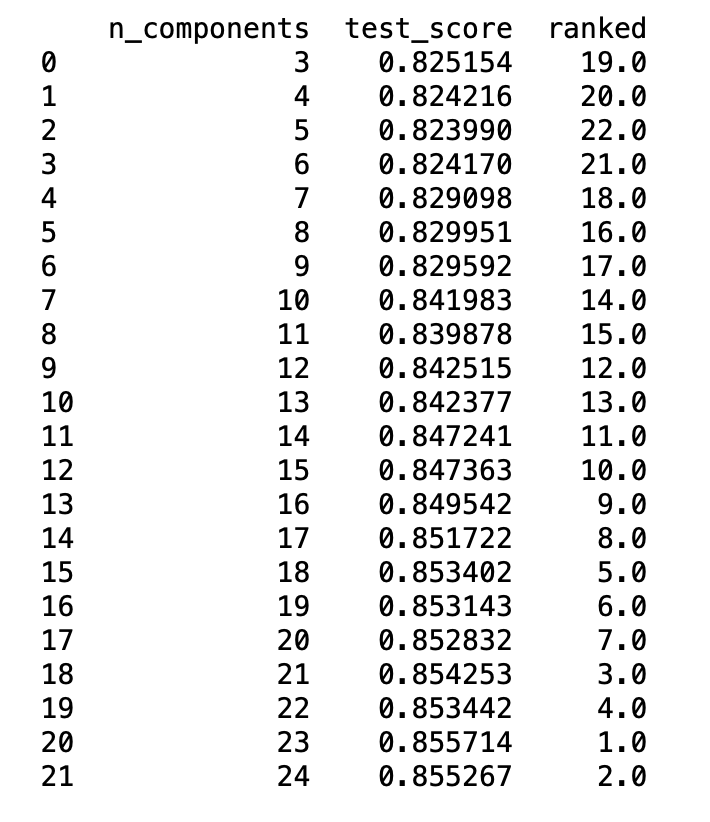 n_components test_score ranked
0 3 0.825154 19.0
1 4 0.824216 20.0
2 5 0.823990 22.0
3 6 0.824170 21.0
4 7 0.829098 18.0
5 8 0.829951 16.0
6 9 0.829592 17.0
7 10 0.841983 14.0
8 11 0.839878 15.0
9 12 0.842515 12.0
10 13 0.842377 13.0
11 14 0.847241 11.0
12 15 0.847363 10.0
13 16 0.849542 9.0
14 17 0.851722 8.0
15 18 0.853402 5.0
16 19 0.853143 6.0
17 20 0.852832 7.0
18 21 0.854253 3.0
19 22 0.853442 4.0
20 23 0.855714 1.0
21 24 0.855267 2.0